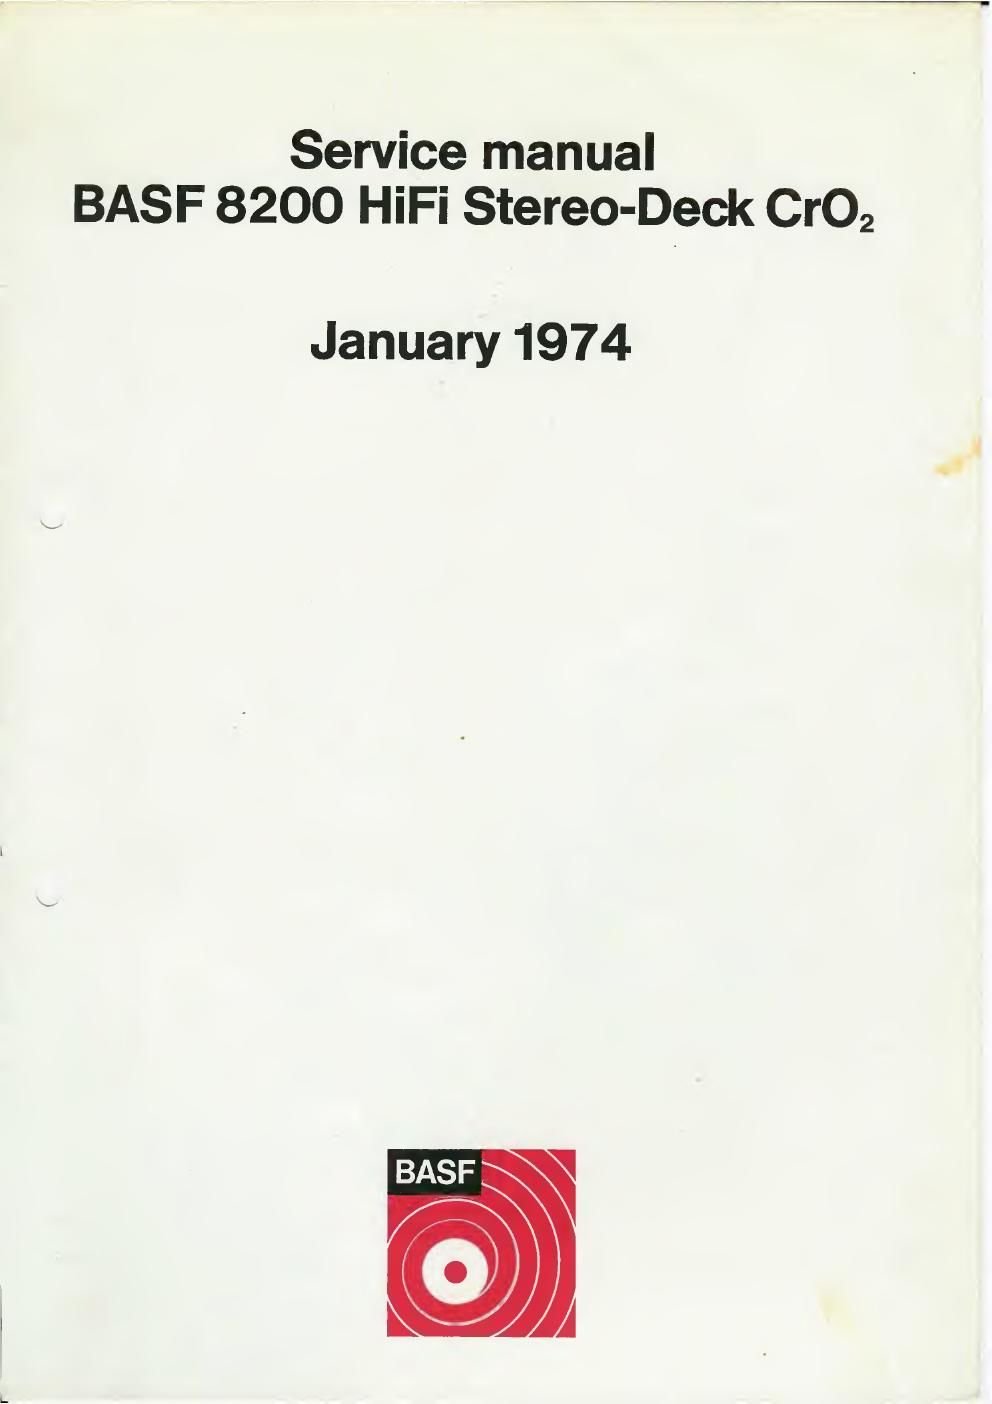 Service manual
BASF 8200 HiFi Stereo-Deck CrO₂
January 1974
BASF